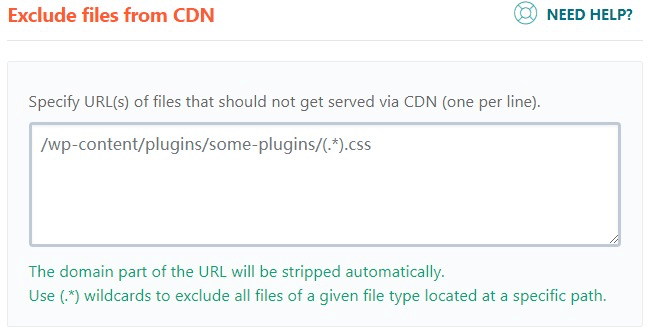 Exclude files from CDN
NEED HELP?
Specify URL(s) of files that should not get served via CDN (one per line).
/wp-content/plugins/some-plugins/(.*).css
The domain part of the URL will be stripped automatically.
Use (.*) wildcards to exclude all files of a given file type located at a specific path.